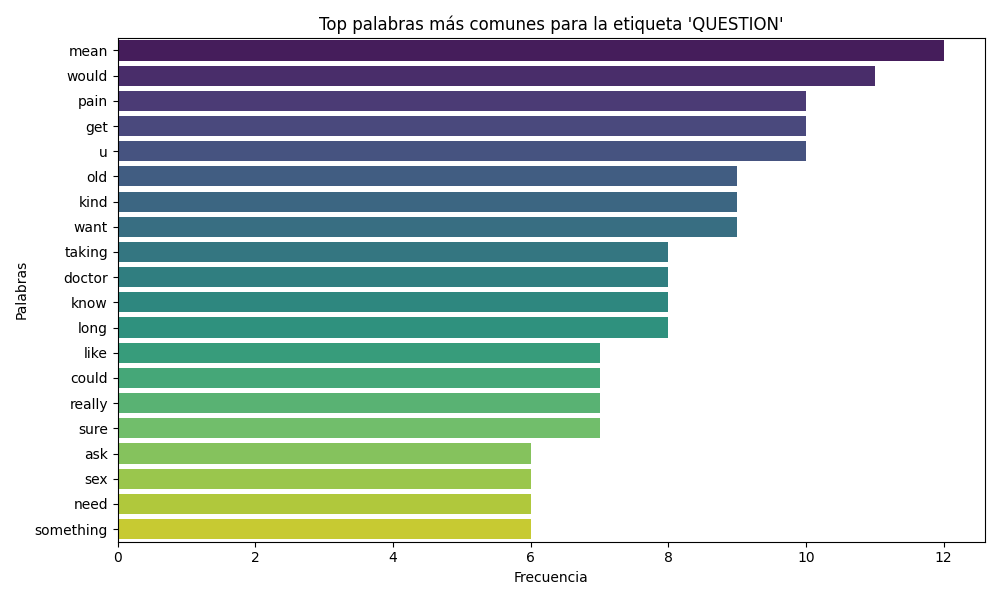 Top palabras más comunes para la etiqueta 'QUESTION'
Palabras
mean
would
pain
get
u
old
kind
want
taking
doctor
know
long
like
could
really
sure
ask
sex
need
something
0 2 4 6 8 10 12
Frecuencia